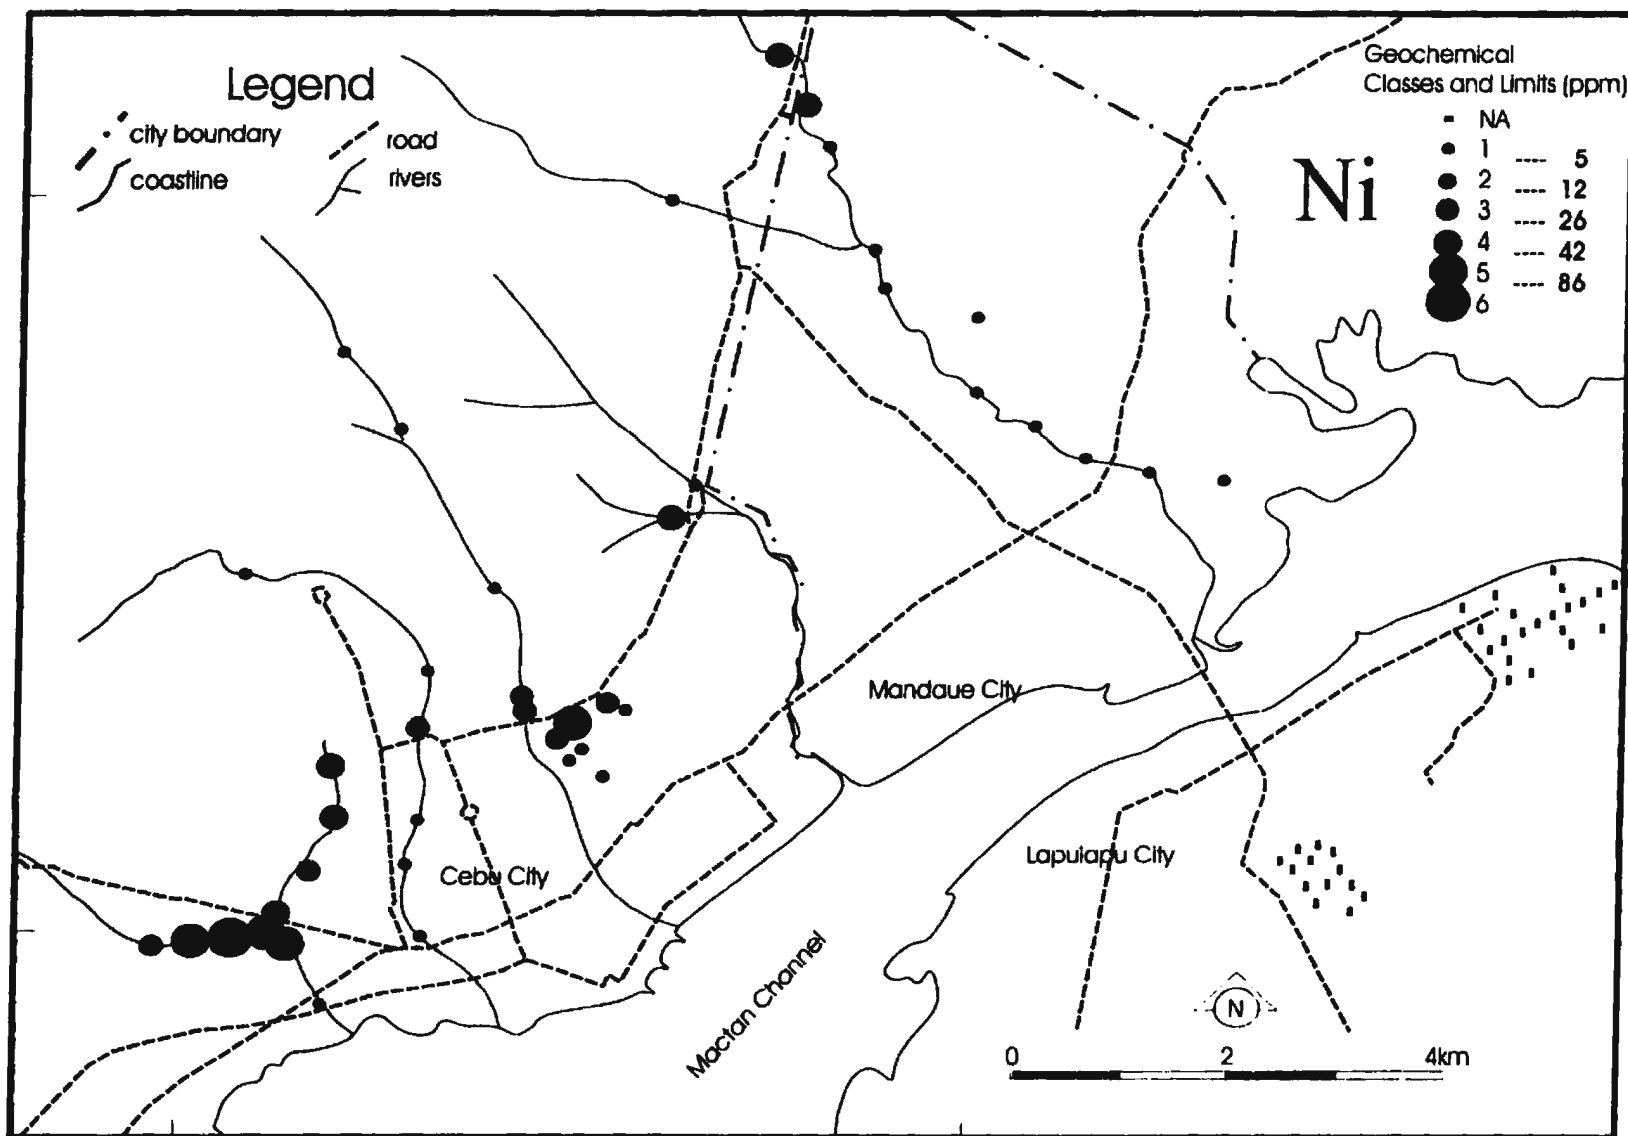 Legend
city boundary
road
coastline
rivers
Geochemical
Classes and Limits (ppm)
Ni
NA
1
---- 5
2
---- 12
3
---- 26
4
---- 42
5
---- 86
6
Mandaue City
Lapulapu City
Cebu City
Mactan Channel
N
0 2 4km